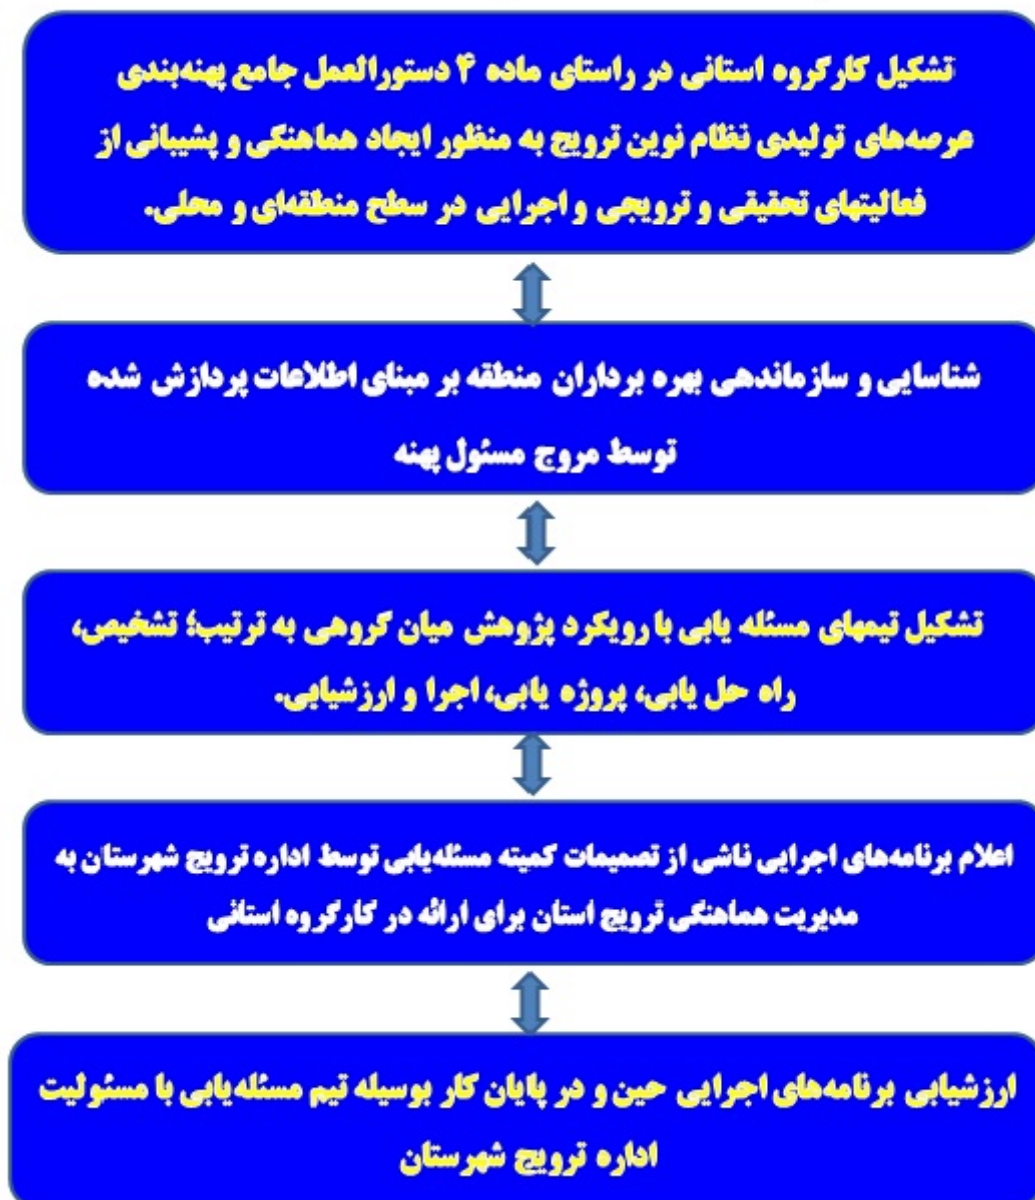 تشکیل کارگروه استانی در راستای ماده ۴ دستورالعمل جامع پهنه‌بندی
عرصه‌های تولیدی نظام نوین ترویج به منظور ایجاد هماهنگی و پشیبانی از
فعالیتهای تحقیقی و ترویجی و اجرایی در سطح منطقه‌ای و محلی.
شناسایی و سازماندهی بهره برداران منطقه بر مبنای اطلاعات پردازش شده
توسط مروج مسئول پهنه
تشکیل تیمهای مسئله یابی با رویکرد پژوهش میان گروهی به ترتیب؛ تشخیص،
راه حل یابی، پروژه یابی، اجرا و ارزشیابی.
اعلام برنامه‌های اجرایی ناشی از تصمیمات کمیته مسئله‌یابی توسط اداره ترویج شهرستان به
مدیریت هماهنگی ترویج استان برای ارائه در کارگروه استانی
ارزشیابی برنامه‌های اجرایی حین و در پایان کار بوسیله تیم مسئله‌یابی با مسئولیت
اداره ترویج شهرستان